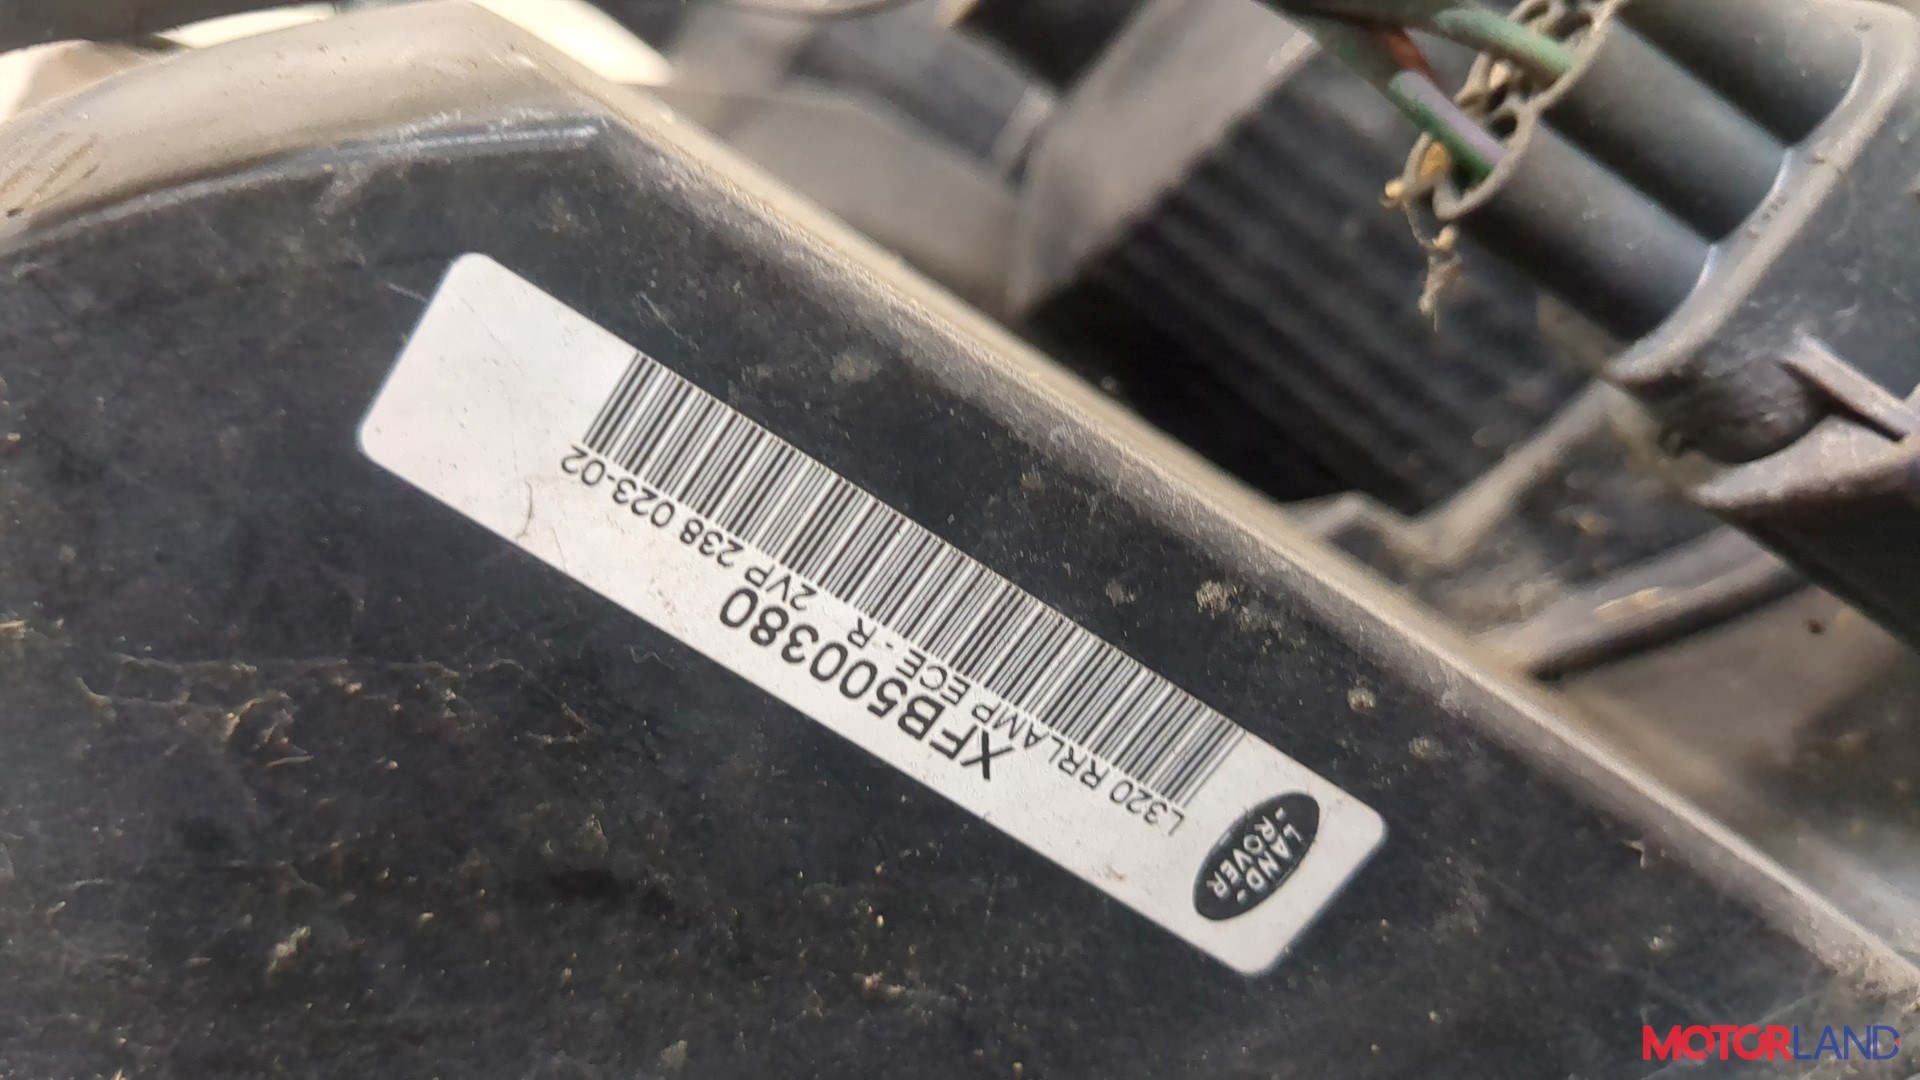 LAND-
-ROVER
L320 RRLAMP ECE - R 2VP 238 023-02
XFB500380
MOTORLAND